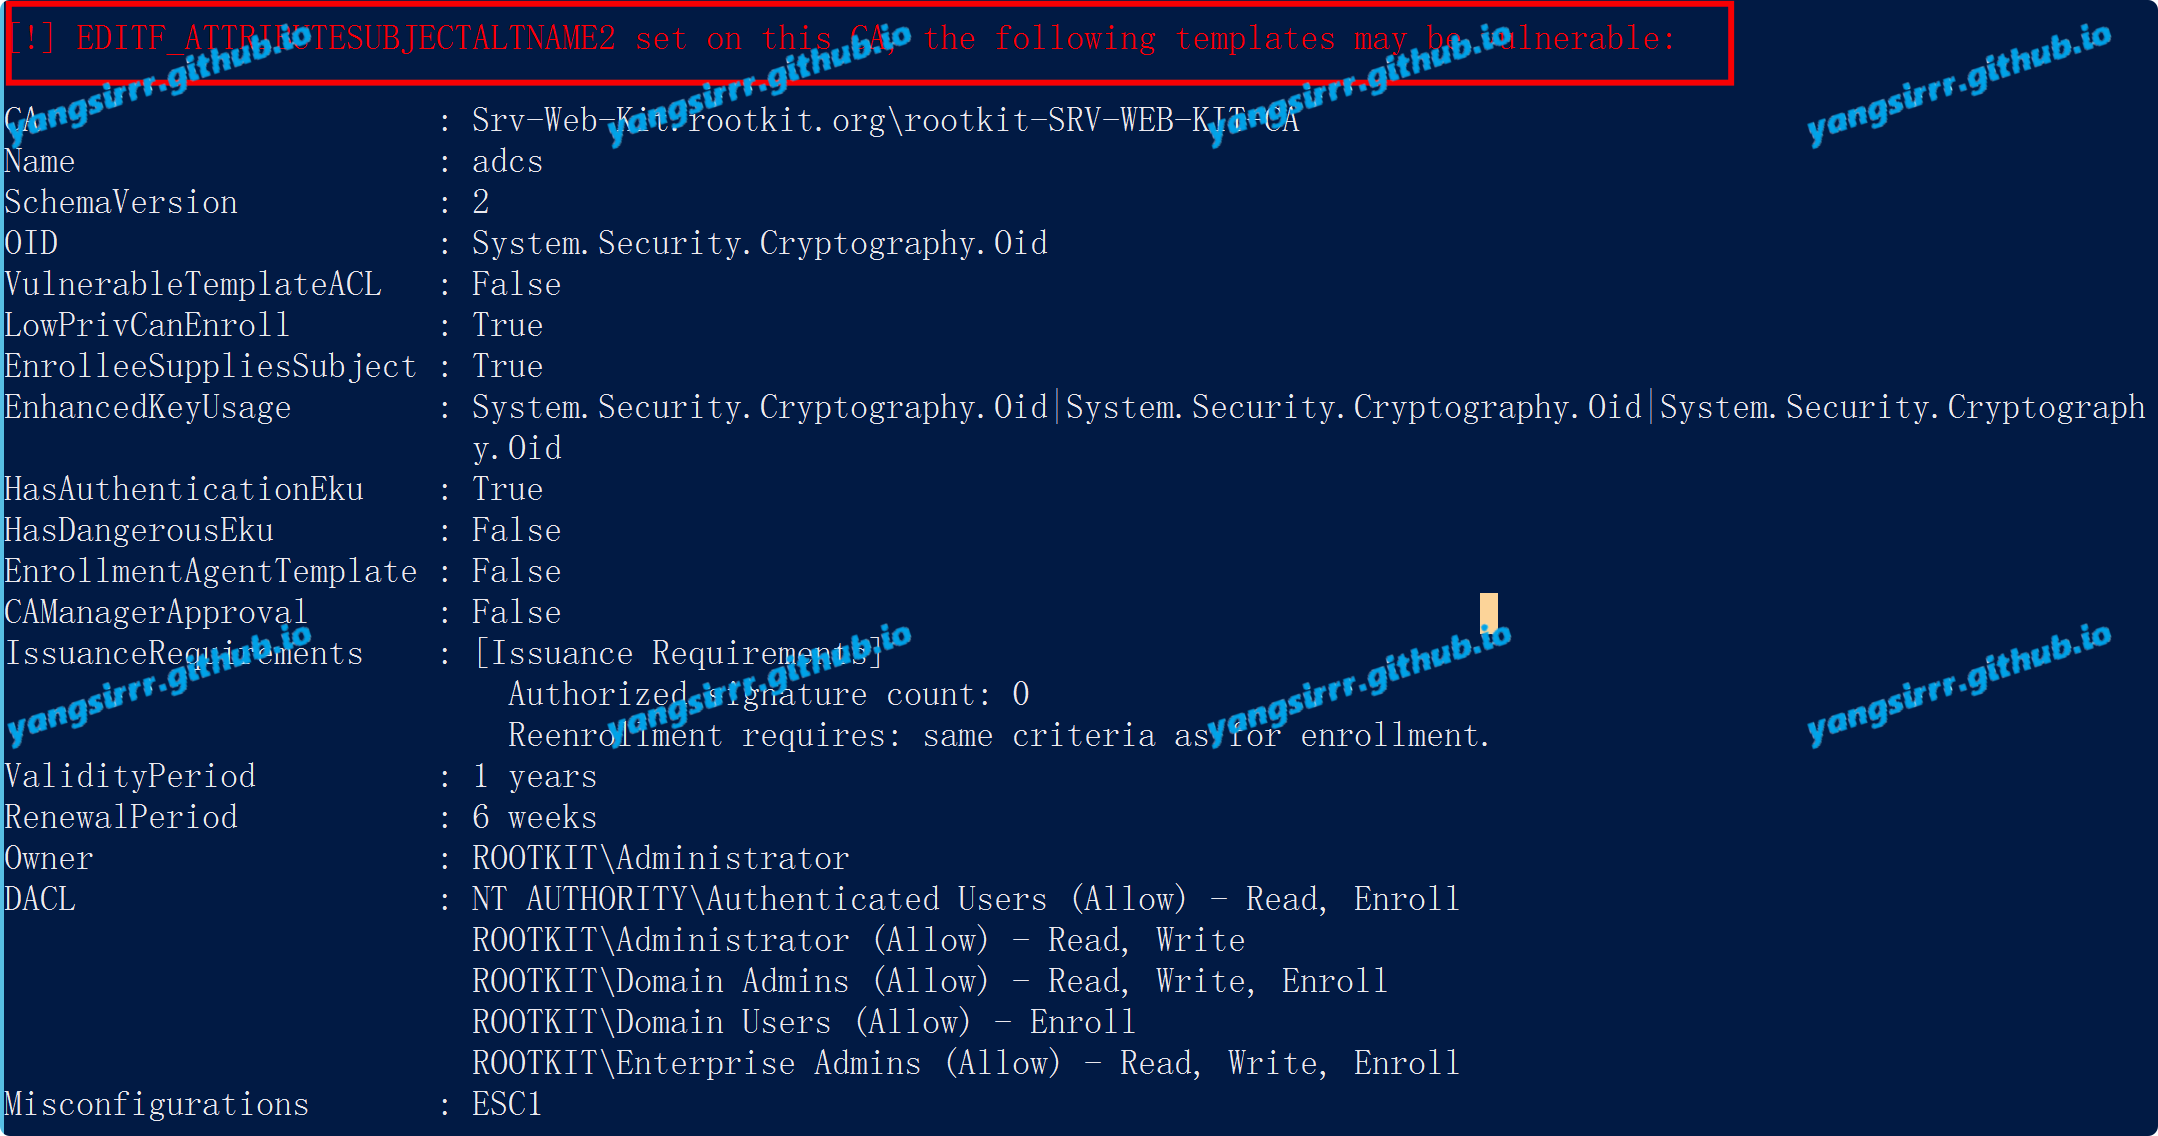 [!] EDITF_ATTRIBUTESUBJECTALTNAME2 set on this CA, the following templates may be vulnerable:
CA : Srv-Web-Kit.rootkit.org\rootkit-SRV-WEB-KIT-CA
Name : adcs
SchemaVersion : 2
OID : System.Security.Cryptography.Oid
VulnerableTemplateACL : False
LowPrivCanEnroll : True
EnrolleeSuppliesSubject : True
EnhancedKeyUsage : System.Security.Cryptography.Oid|System.Security.Cryptography.Oid|System.Security.Cryptograph
y.Oid
HasAuthenticationEku : True
HasDangerousEku : False
EnrollmentAgentTemplate : False
CAManagerApproval : False
IssuanceRequirements : [Issuance Requirements]
Authorized signature count: 0
Reenrollment requires: same criteria as for enrollment.
ValidityPeriod : 1 years
RenewalPeriod : 6 weeks
Owner : ROOTKIT\Administrator
DACL : NT AUTHORITY\Authenticated Users (Allow) - Read, Enroll
ROOTKIT\Administrator (Allow) - Read, Write
ROOTKIT\Domain Admins (Allow) - Read, Write, Enroll
ROOTKIT\Domain Users (Allow) - Enroll
ROOTKIT\Enterprise Admins (Allow) - Read, Write, Enroll
Misconfigurations : ESC1
yangsirrr.github.io
yangsirrr.github.io
yangsirrr.github.io
yangsirrr.github.io
yangsirrr.github.io
yangsirrr.github.io
yangsirrr.github.io
yangsirrr.github.io